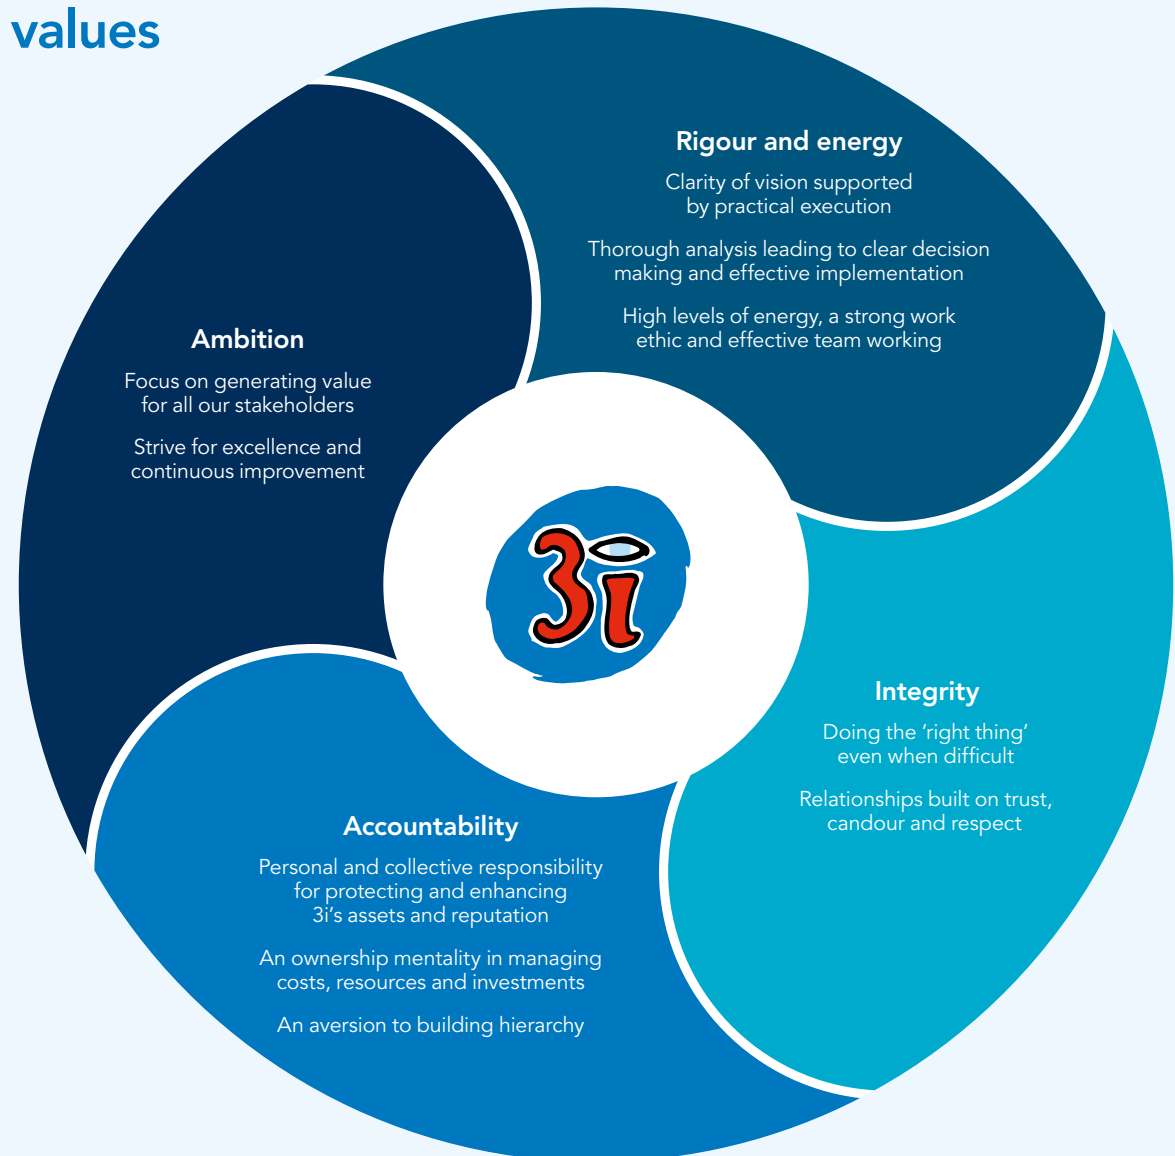 values
Rigour and energy
Clarity of vision supported
by practical execution
Thorough analysis leading to clear decision
making and effective implementation
High levels of energy, a strong work
ethic and effective team working
Ambition
Focus on generating value
for all our stakeholders
Strive for excellence and
continuous improvement
3i
Integrity
Doing the ‘right thing’
even when difficult
Relationships built on trust,
candour and respect
Accountability
Personal and collective responsibility
for protecting and enhancing
3i’s assets and reputation
An ownership mentality in managing
costs, resources and investments
An aversion to building hierarchy